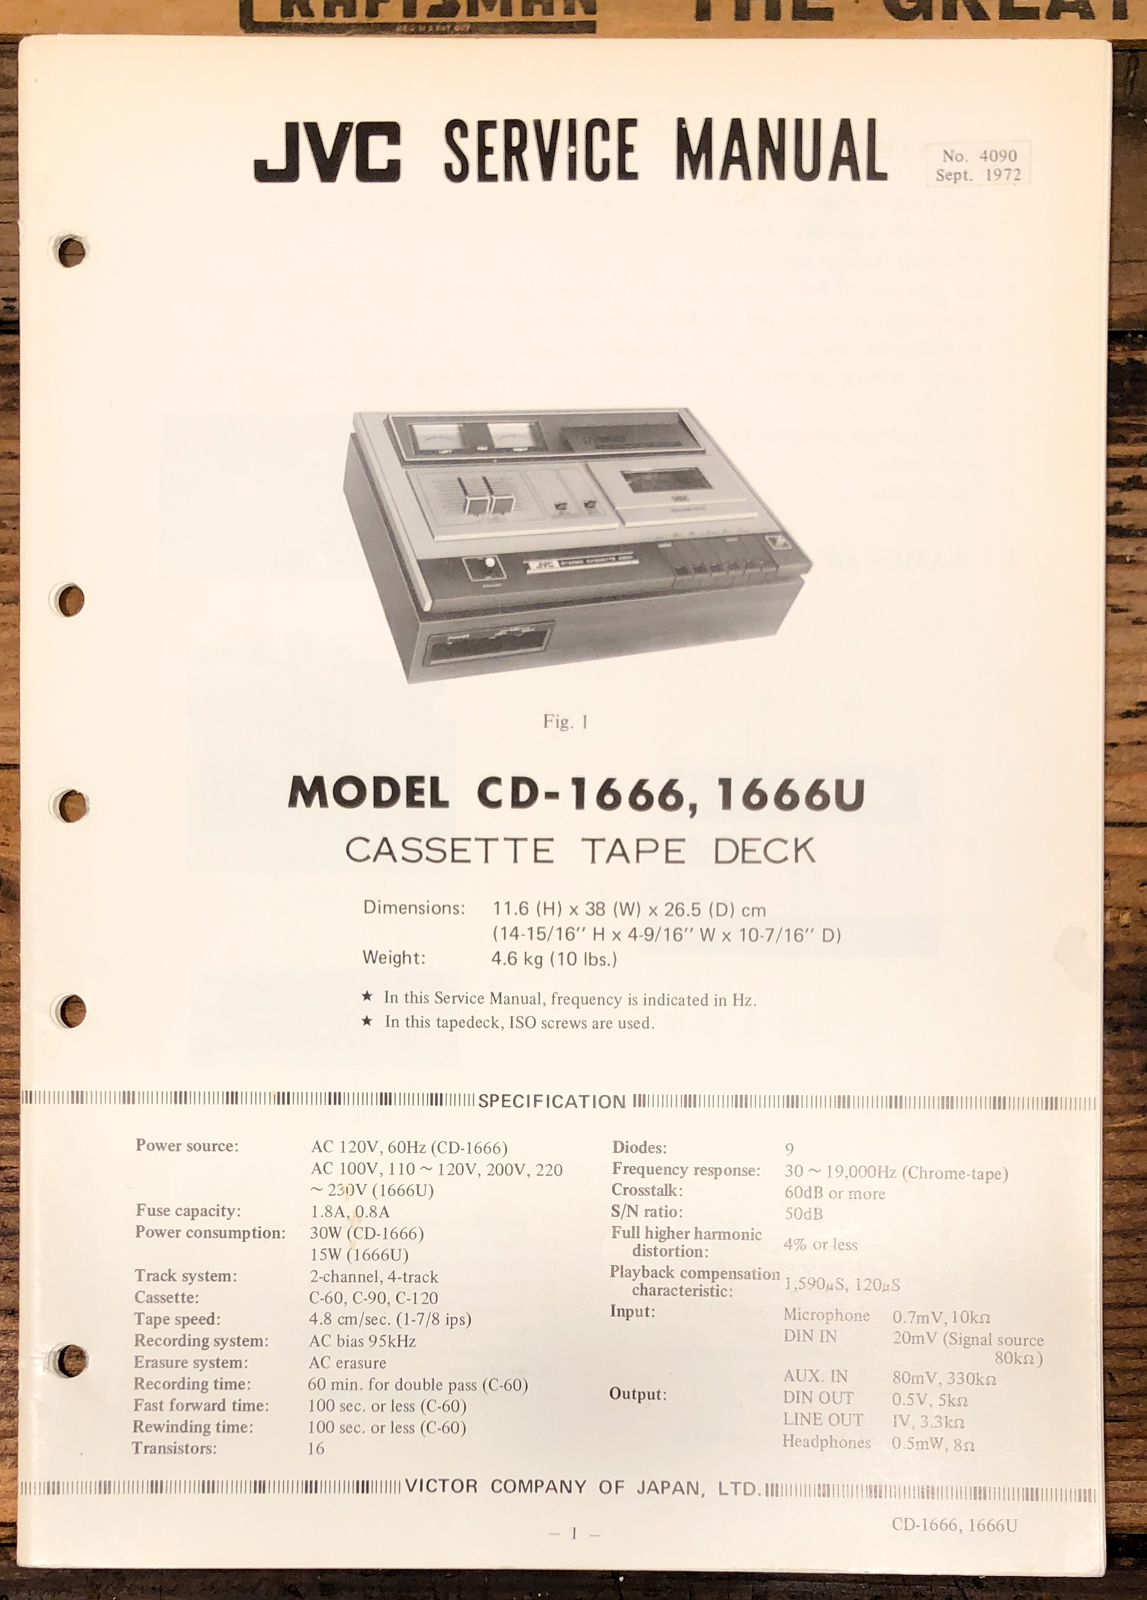 CRAFTSMAN THE GREAT
JVC SERVICE MANUAL
No. 4090
Sept. 1972
JVC
Fig. 1
MODEL CD-1666, 1666U
CASSETTE TAPE DECK
Dimensions: 11.6 (H) x 38 (W) x 26.5 (D) cm
(14-15/16" H x 4-9/16" W x 10-7/16" D)
Weight: 4.6 kg (10 lbs.)
★ In this Service Manual, frequency is indicated in Hz.
★ In this tapedeck, ISO screws are used.
SPECIFICATION
Power source: AC 120V, 60Hz (CD-1666)
AC 100V, 110 ~ 120V, 200V, 220
~ 230V (1666U)
Fuse capacity: 1.8A, 0.8A
Power consumption: 30W (CD-1666)
15W (1666U)
Track system: 2-channel, 4-track
Cassette: C-60, C-90, C-120
Tape speed: 4.8 cm/sec. (1-7/8 ips)
Recording system: AC bias 95kHz
Erasure system: AC erasure
Recording time: 60 min. for double pass (C-60)
Fast forward time: 100 sec. or less (C-60)
Rewinding time: 100 sec. or less (C-60)
Transistors: 16
Diodes: 9
Frequency response: 30 ~ 19,000Hz (Chrome-tape)
Crosstalk: 60dB or more
S/N ratio: 50dB
Full higher harmonic
distortion: 4% or less
Playback compensation
characteristic: 1,590μS, 120μS
Input: Microphone 0.7mV, 10kΩ
DIN IN 20mV (Signal source
80kΩ)
AUX. IN 80mV, 330kΩ
Output: DIN OUT 0.5V, 5kΩ
LINE OUT 1V, 3.3kΩ
Headphones 0.5mW, 8Ω
VICTOR COMPANY OF JAPAN, LTD.
— 1 —
CD-1666, 1666U